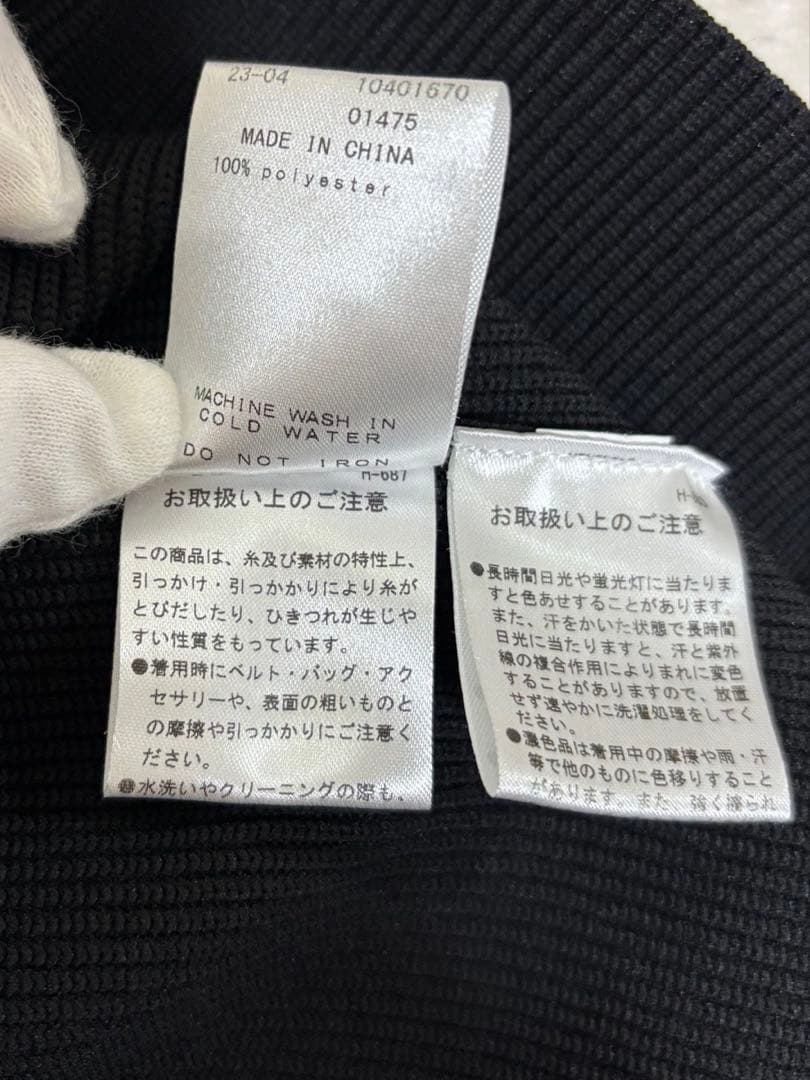 23-04 10401670
01475
MADE IN CHINA
100% polyester
MACHINE WASH IN
COLD WATER
DO NOT IRON
H-687
お取扱い上のご注意
この商品は、糸及び素材の特性上、
引っかけ・引っかかりにより糸が
とびだしたり、ひきつれが生じや
すい性質をもっています。
●着用時にベルト・バッグ・アク
セサリーや、表面の粗いものと
の摩擦や引っかかりにご注意く
ださい。
●水洗いやクリーニングの際も、
お取扱い上のご注意
●長時間日光や蛍光灯に当たりま
すと色あせすることがあります。
また、汗をかいた状態で長時間
日光に当たりますと、汗と紫外
線の複合作用によりまれに変色
することがありますので、放置
せず速やかに洗濯処理をしてく
ださい。
●濃色品は着用中の摩擦や雨・汗
等で他のものに色移りすること
があります。また、強く擦られ